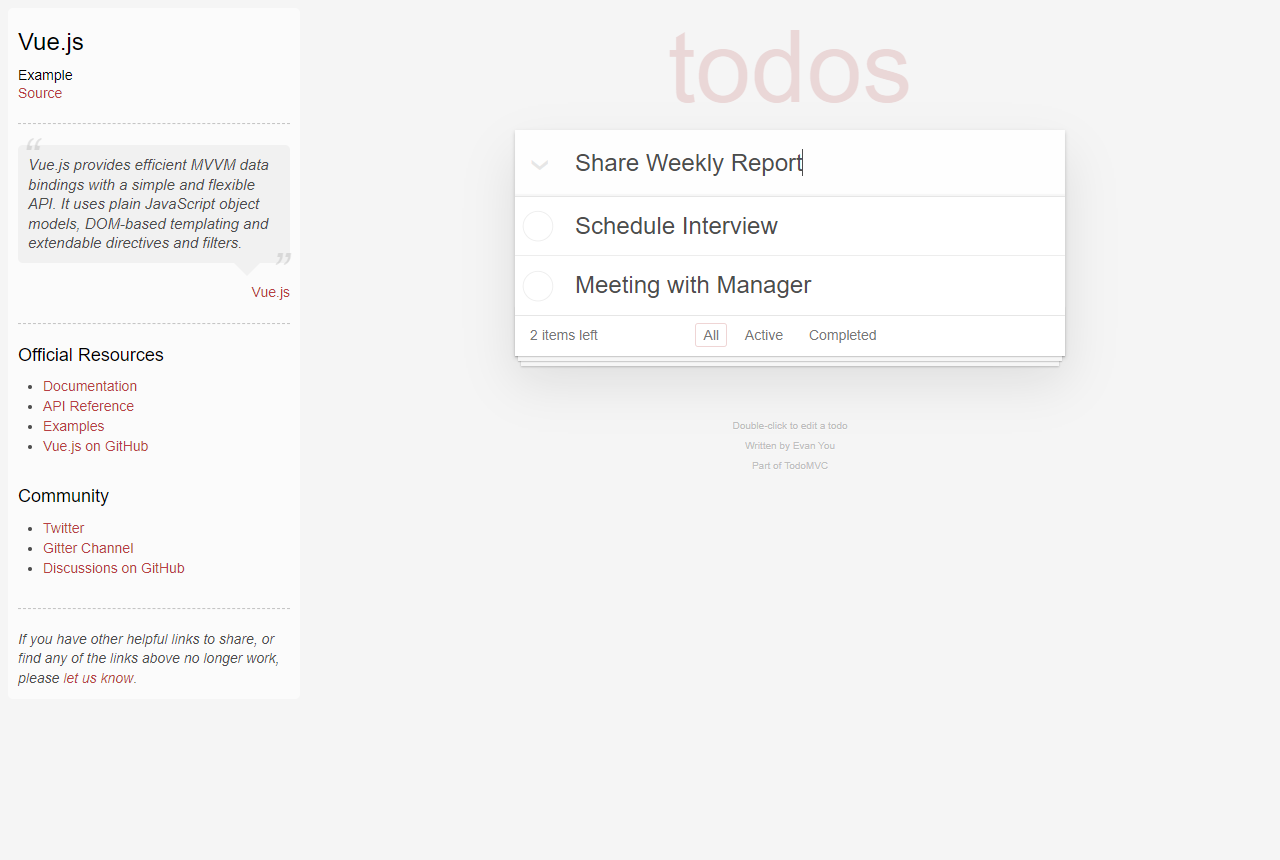 Vue.js
Example
Source
“
Vue.js provides efficient MVVM data
bindings with a simple and flexible
API. It uses plain JavaScript object
models, DOM-based templating and
extendable directives and filters.
”
Vue.js
Official Resources
Documentation
API Reference
Examples
Vue.js on GitHub
Community
Twitter
Gitter Channel
Discussions on GitHub
If you have other helpful links to share, or
find any of the links above no longer work,
please let us know.
todos
Share Weekly Report
Schedule Interview
Meeting with Manager
2 items left All Active Completed
Double-click to edit a todo
Written by Evan You
Part of TodoMVC